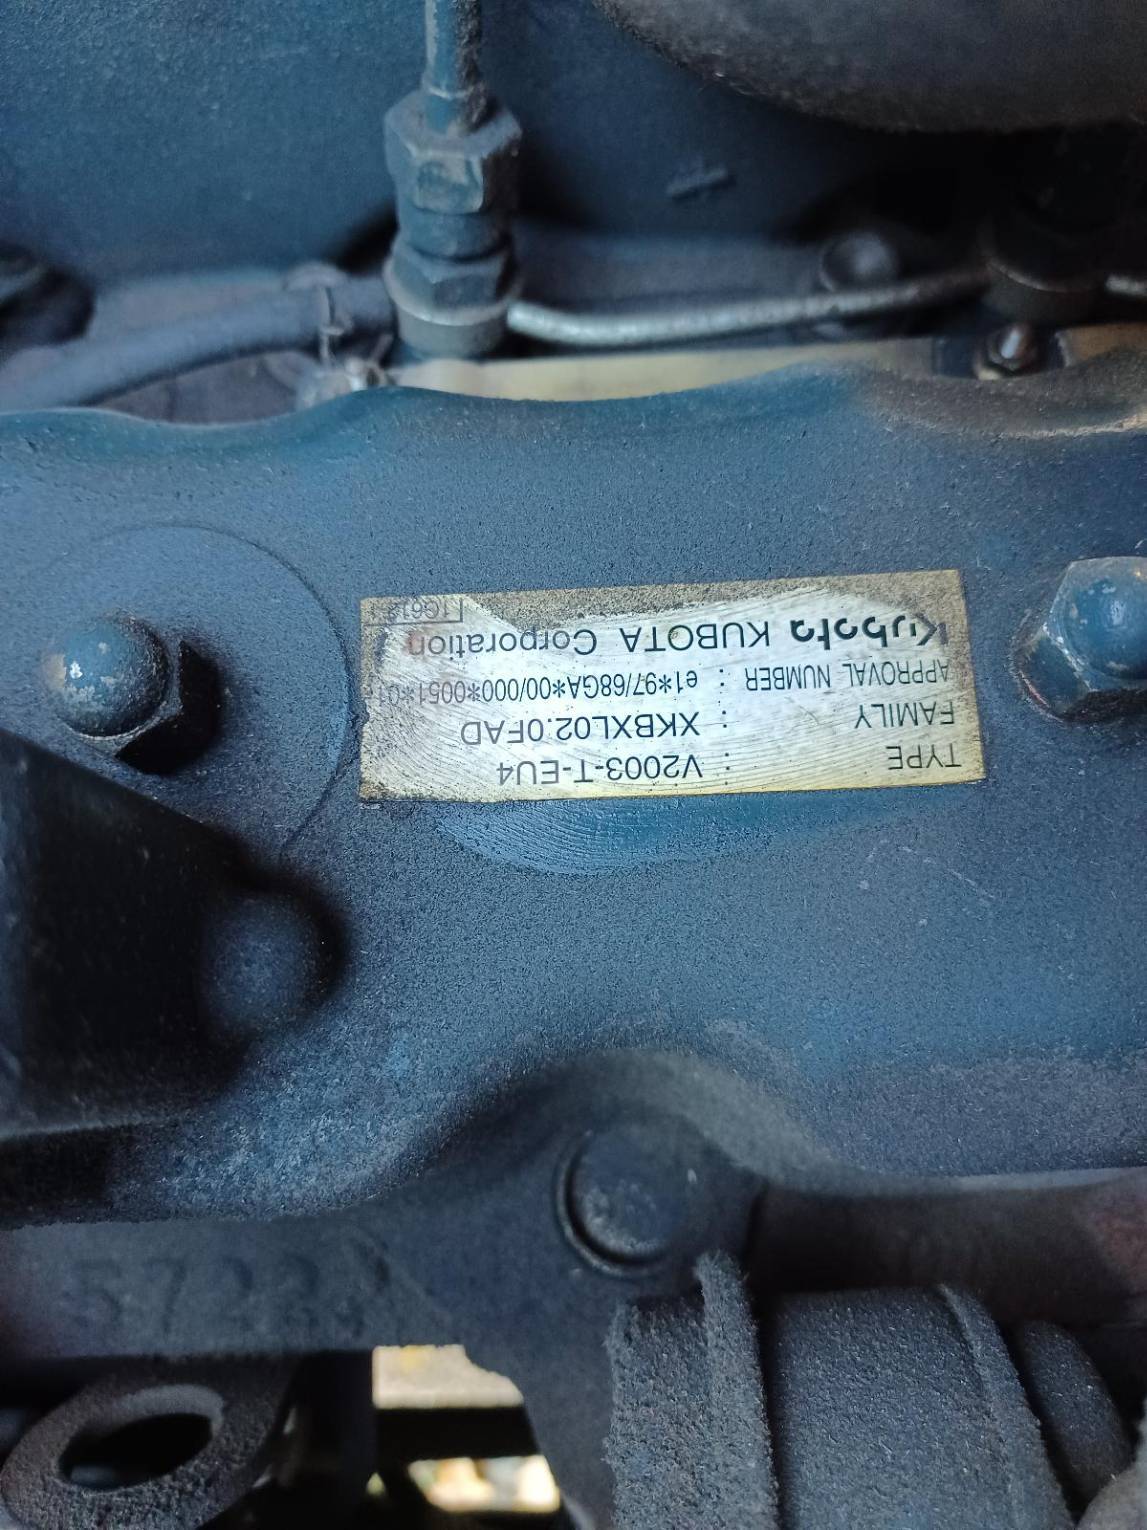 Kubota KUBOTA Corporation
APPROVAL NUMBER : e1*97/68GA*00/000*0051*01
FAMILY : XKBXL02.0FAD
TYPE : V2003-T-EU4